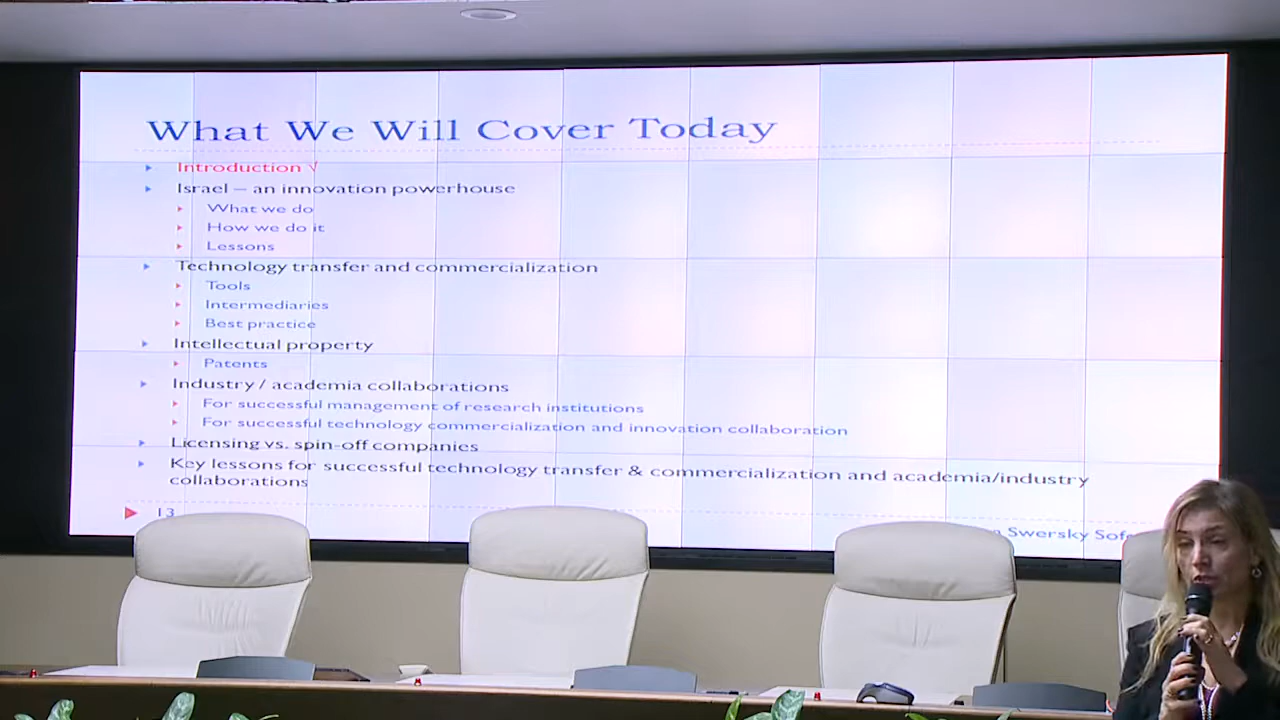 What We Will Cover Today
Introduction √
Israel – an innovation powerhouse
What we do
How we do it
Lessons
Technology transfer and commercialization
Tools
Intermediaries
Best practice
Intellectual property
Patents
Industry / academia collaborations
For successful management of research institutions
For successful technology commercialization and innovation collaboration
Licensing vs. spin-off companies
Key lessons for successful technology transfer & commercialization and academia/industry
collaborations
13
Swersky